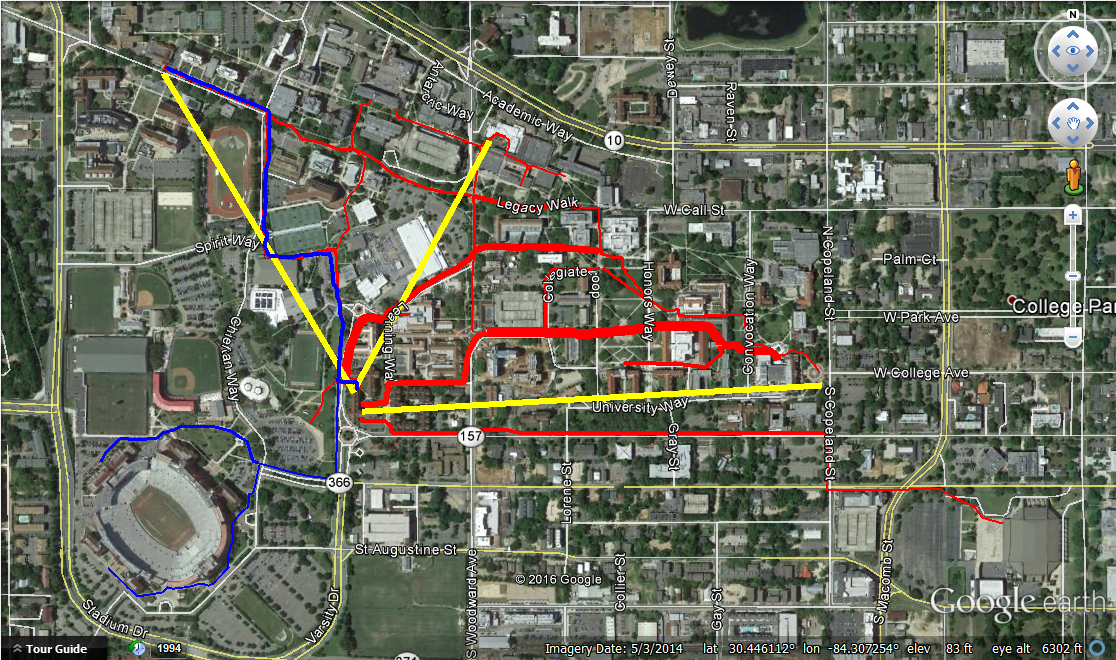 N
Dewey St
Raven St
Antarctic Way
Academic Way
10
Legacy Walk
W Call St
Spirit Way
N Copeland St
Palm Ct
Collegiate Loop
Honors Way
Convocation Way
College Par
Learning Way
W Park Ave
Chieftan Way
W College Ave
University Way
S Copeland St
157
Gray St
366
Lorene St
St Augustine St
S Woodward Ave
© 2016 Google
Collier St
Gay St
S Macomb St
Google earth
Stadium Dr
Varsity Dr
Tour Guide
1994
Imagery Date: 5/3/2014 lat 30.446112° lon -84.307254° elev 83 ft eye alt 6302 ft